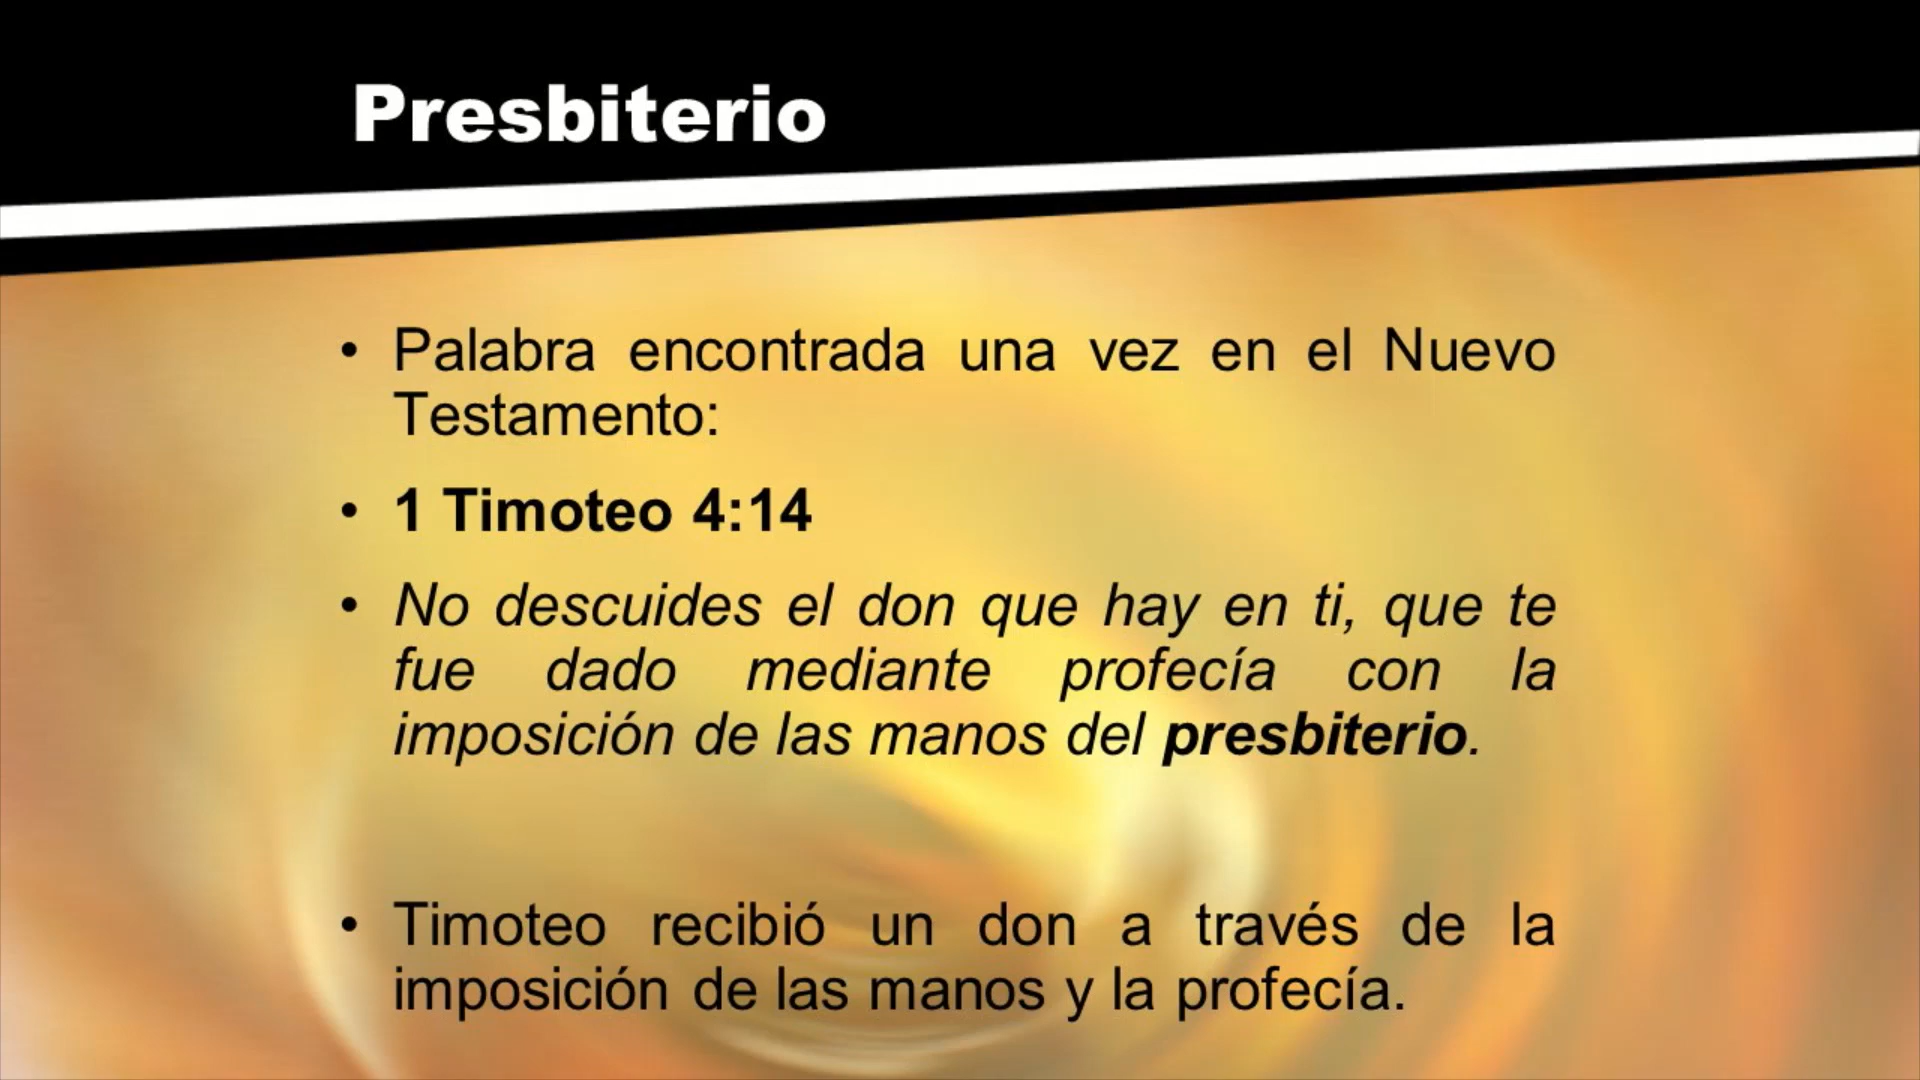 Presbiterio
• Palabra encontrada una vez en el Nuevo
Testamento:
• 1 Timoteo 4:14
• No descuides el don que hay en ti, que te
fue dado mediante profecía con la
imposición de las manos del presbiterio.
• Timoteo recibió un don a través de la
imposición de las manos y la profecía.